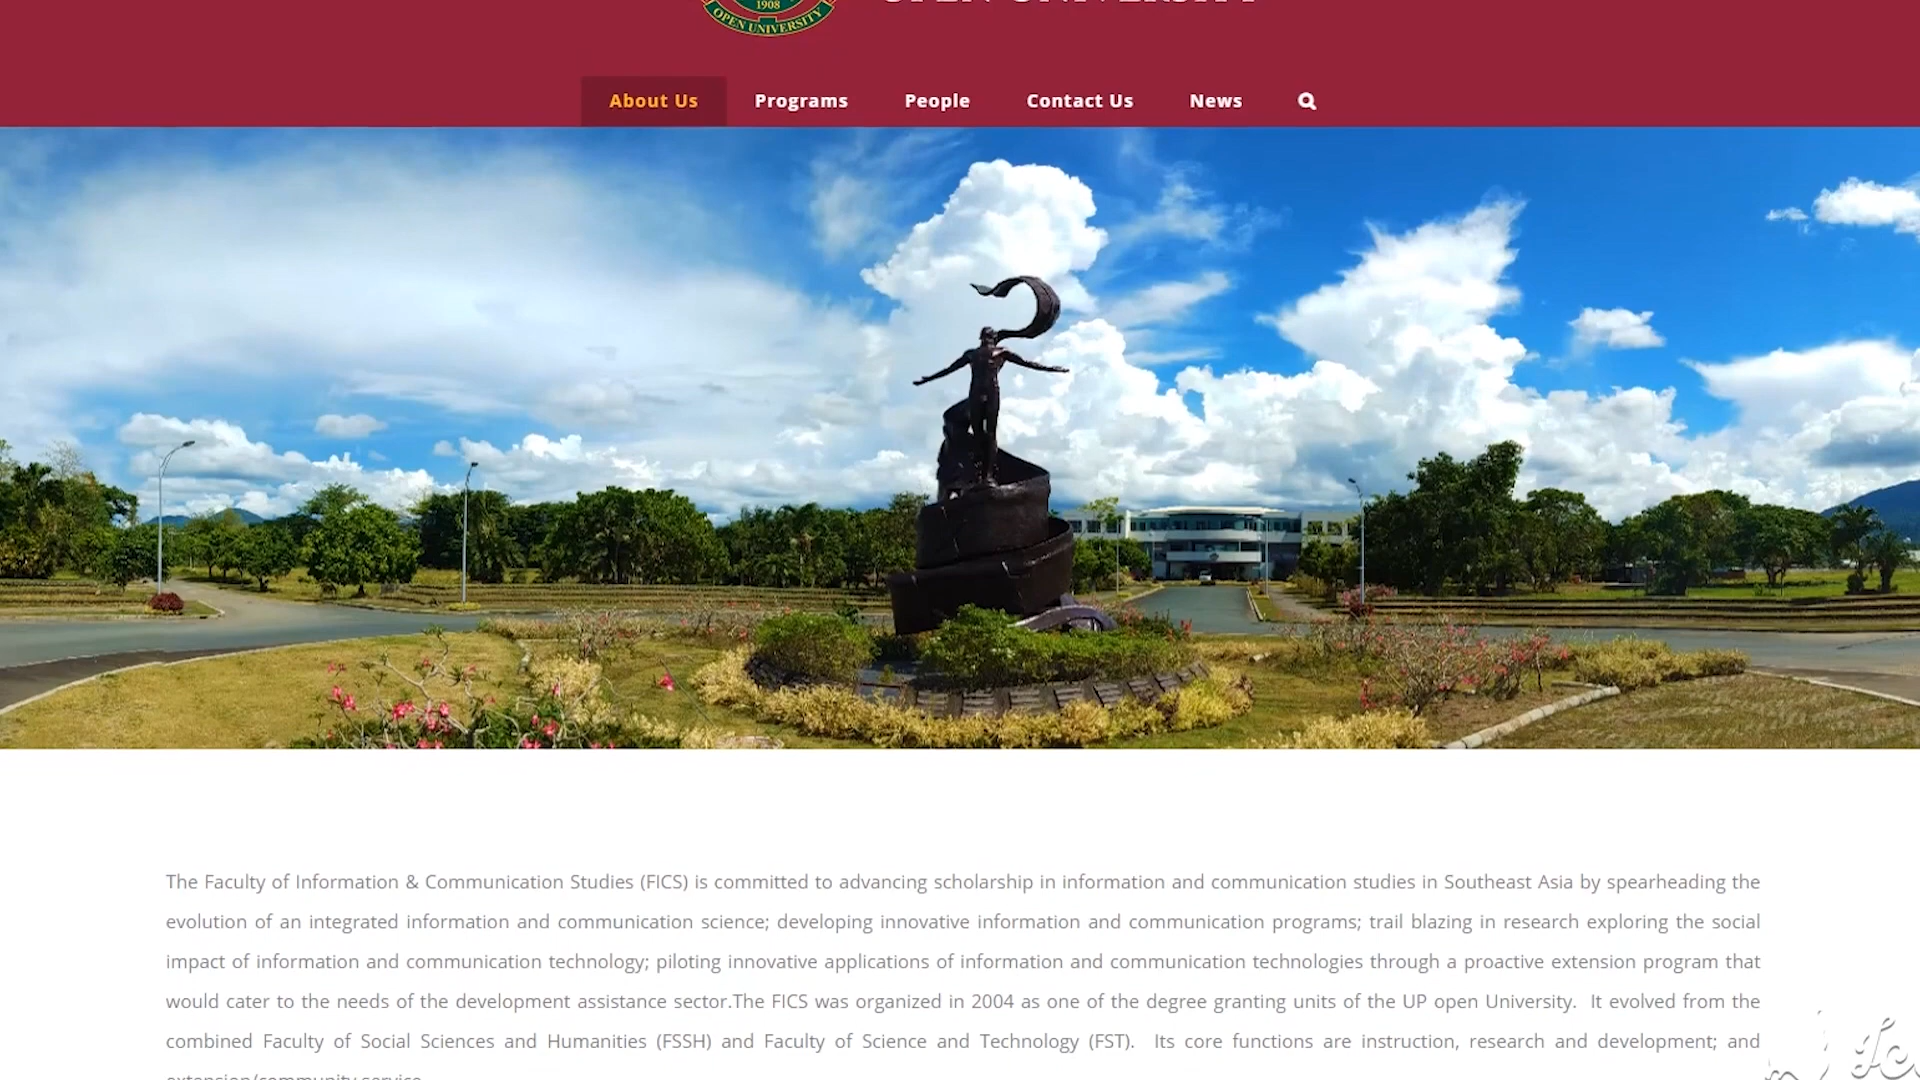 1908
OPEN UNIVERSITY
OPEN UNIVERSITY
About Us
Programs
People
Contact Us
News
The Faculty of Information & Communication Studies (FICS) is committed to advancing scholarship in information and communication studies in Southeast Asia by spearheading the
evolution of an integrated information and communication science; developing innovative information and communication programs; trail blazing in research exploring the social
impact of information and communication technology; piloting innovative applications of information and communication technologies through a proactive extension program that
would cater to the needs of the development assistance sector.The FICS was organized in 2004 as one of the degree granting units of the UP open University. It evolved from the
combined Faculty of Social Sciences and Humanities (FSSH) and Faculty of Science and Technology (FST). Its core functions are instruction, research and development; and
extension/community service